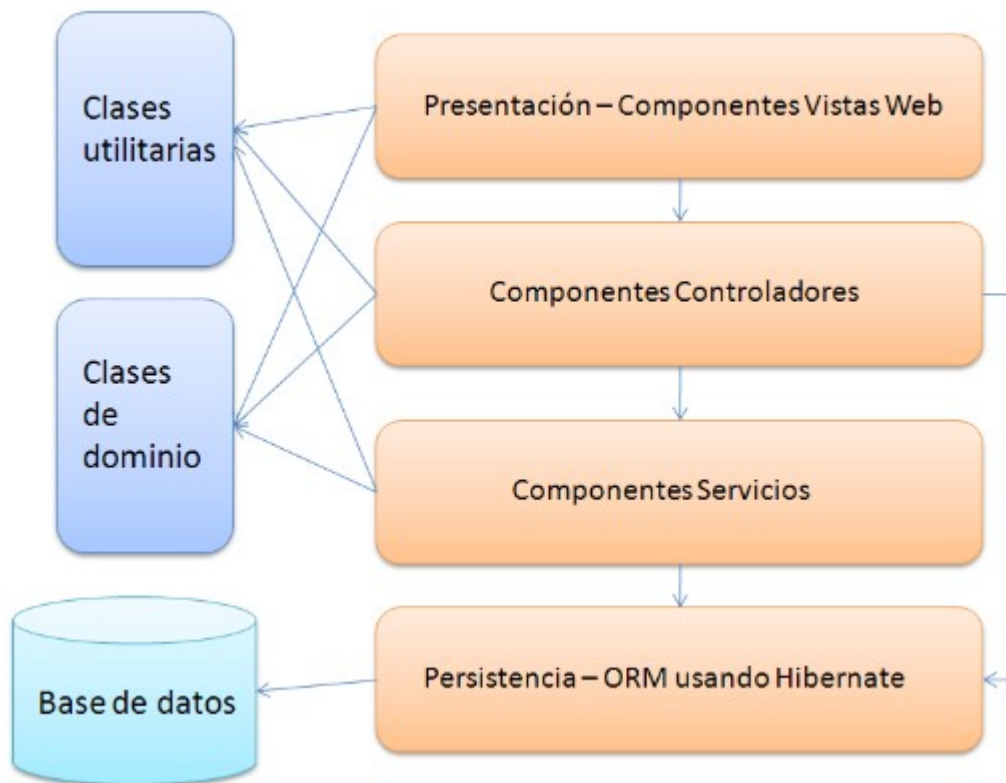 Clases
utilitarias
Presentación – Componentes Vistas Web
Componentes Controladores
Clases
de
dominio
Componentes Servicios
Persistencia – ORM usando Hibernate
Base de datos